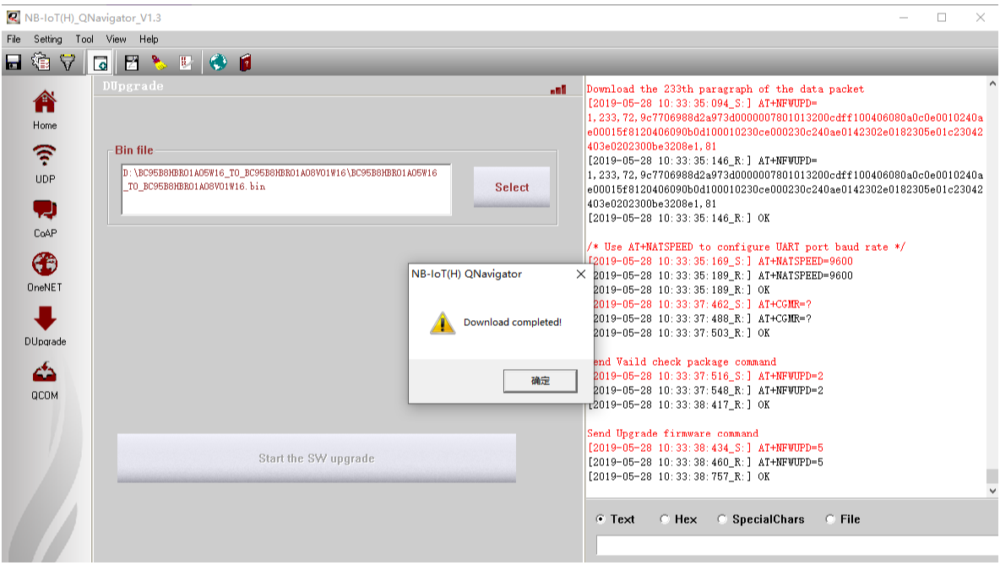 NB-IoT(H)_QNavigator_V1.3
File Setting Tool View Help
Home
UDP
CoAP
OneNET
DUpgrade
QCOM
DUpgrade
Bin file
D:\BC95B8HBR01A05W16_TO_BC95B8HBR01A08V01W16\BC95B8HBR01A05W16
_TO_BC95B8HBR01A08V01W16.bin
Select
Start the SW upgrade
NB-IoT(H) QNavigator
Download completed!
确定
Download the 233th paragraph of the data packet
[2019-05-28 10:33:35:094_S:] AT+NFWUPD=
1,233,72,9c7706988d2a973d0000007801013200cdff100406080a0c0e0010240a
e00015f8120406090b0d100010230ce000230c240ae0142302e0182305e01c23042
403e0202300be3208e1,81
[2019-05-28 10:33:35:146_R:] AT+NFWUPD=
1,233,72,9c7706988d2a973d0000007801013200cdff100406080a0c0e0010240a
e00015f8120406090b0d100010230ce000230c240ae0142302e0182305e01c23042
403e0202300be3208e1,81
[2019-05-28 10:33:35:146_R:] OK
/* Use AT+NATSPEED to configure UART port baud rate */
[2019-05-28 10:33:35:169_S:] AT+NATSPEED=9600
2019-05-28 10:33:35:189_R:] AT+NATSPEED=9600
2019-05-28 10:33:35:189_R:] OK
2019-05-28 10:33:37:462_S:] AT+CGMR=?
2019-05-28 10:33:37:488_R:] AT+CGMR=?
2019-05-28 10:33:37:503_R:] OK
end Vaild check package command
2019-05-28 10:33:37:516_S:] AT+NFWUPD=2
2019-05-28 10:33:37:548_R:] AT+NFWUPD=2
[2019-05-28 10:33:38:417_R:] OK
Send Upgrade firmware command
[2019-05-28 10:33:38:434_S:] AT+NFWUPD=5
[2019-05-28 10:33:38:460_R:] AT+NFWUPD=5
[2019-05-28 10:33:38:757_R:] OK
Text Hex SpecialChars File